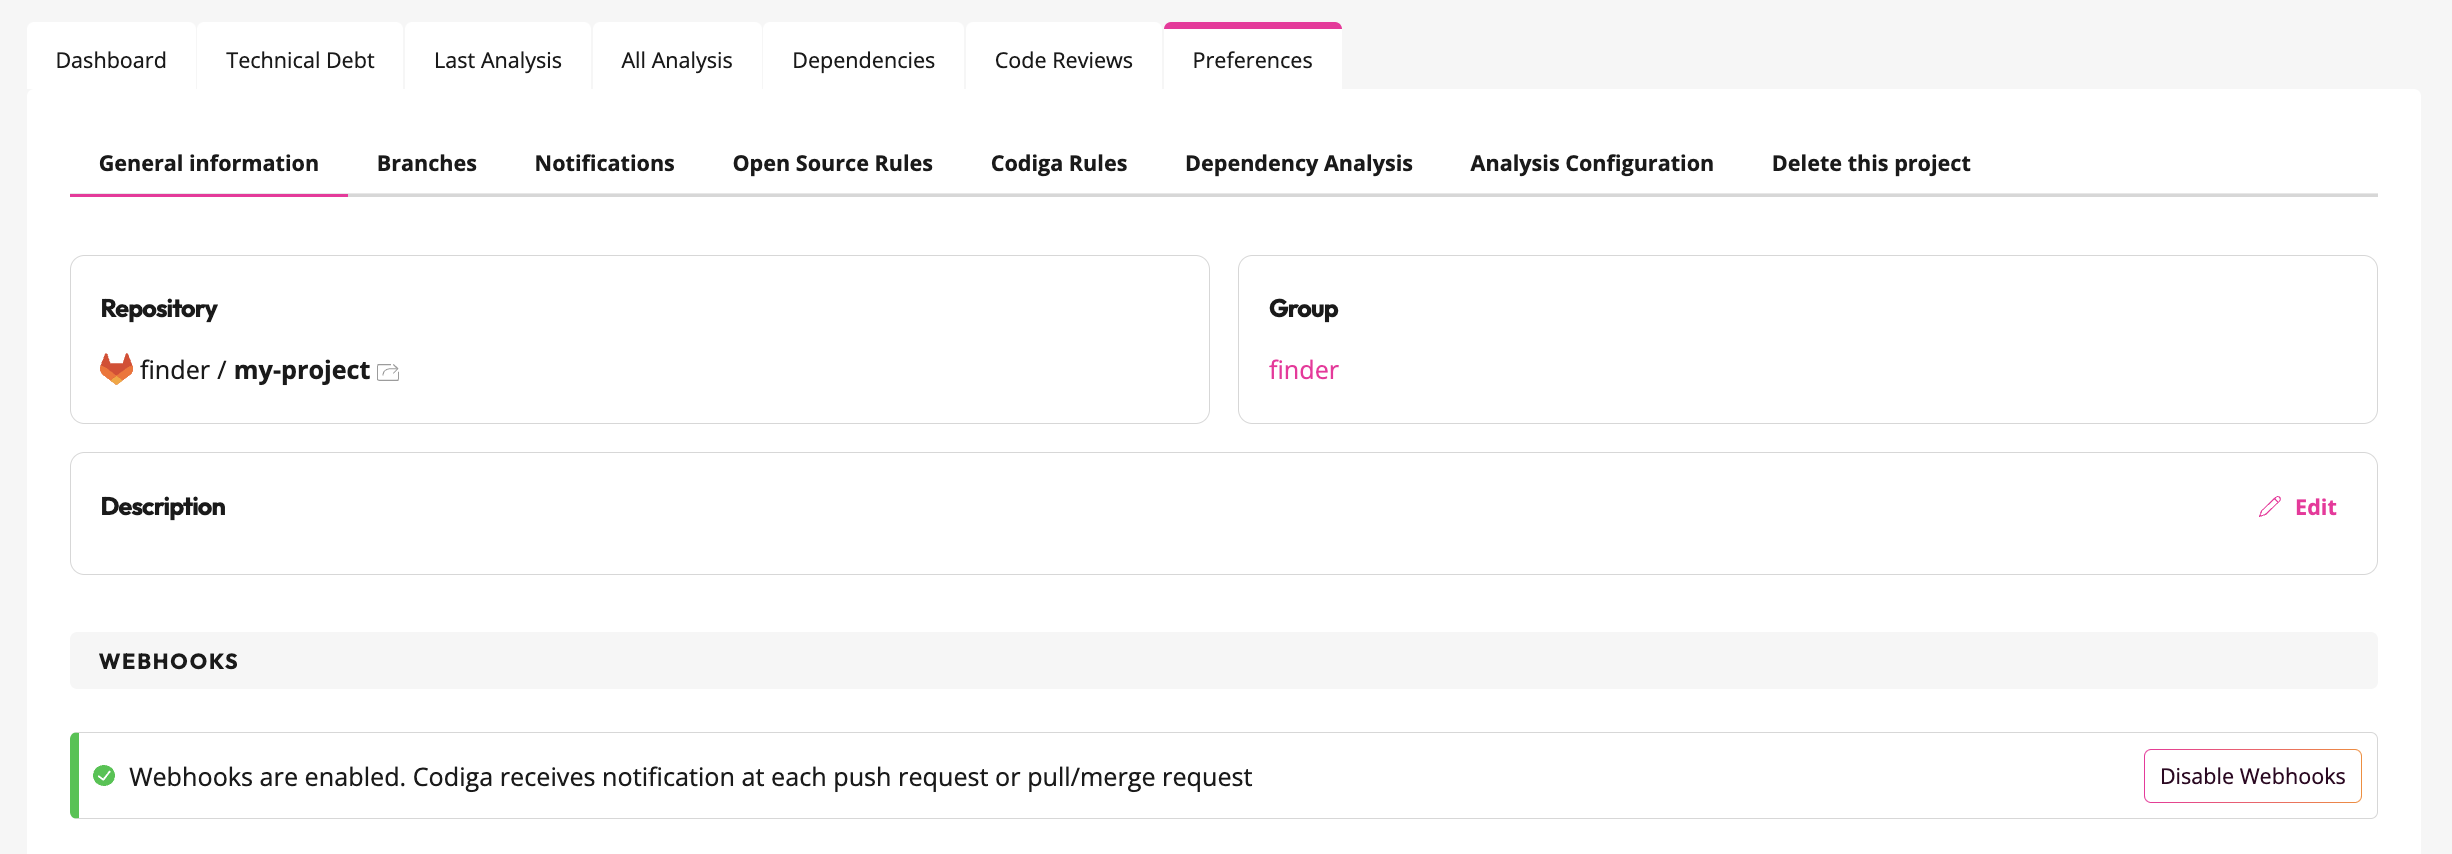 Dashboard Technical Debt Last Analysis All Analysis Dependencies Code Reviews Preferences
General information Branches Notifications Open Source Rules Codiga Rules Dependency Analysis Analysis Configuration Delete this project
Repository
finder / my-project
Group
finder
Description
Edit
WEBHOOKS
Webhooks are enabled. Codiga receives notification at each push request or pull/merge request
Disable Webhooks